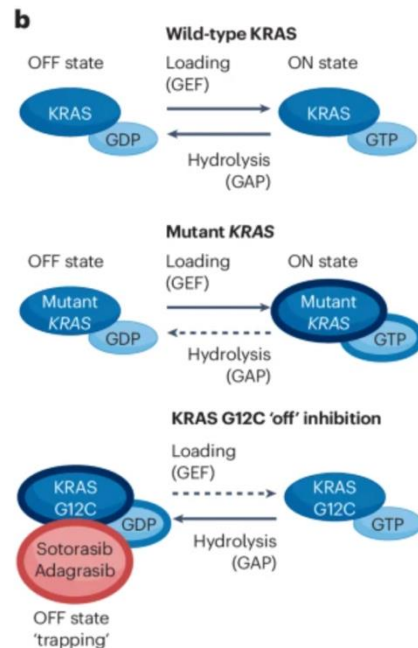 b
Wild-type KRAS
OFF state
Loading
(GEF)
ON state
KRAS
GDP
KRAS
GTP
Hydrolysis
(GAP)
Mutant KRAS
OFF state
Loading
(GEF)
ON state
Mutant
KRAS
GDP
Mutant
KRAS
GTP
Hydrolysis
(GAP)
KRAS G12C ‘off’ inhibition
Loading
(GEF)
KRAS
G12C
GDP
KRAS
G12C
GTP
Sotorasib
Adagrasib
Hydrolysis
(GAP)
OFF state
‘trapping’